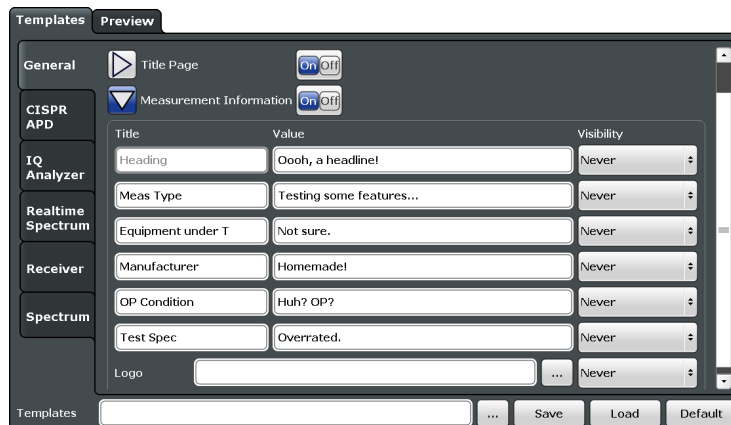 Templates Preview
General
Title Page On Off
Measurement Information On Off
CISPR
APD
Title Value Visibility
Heading Oooh, a headline! Never
IQ
Analyzer
Meas Type Testing some features... Never
Realtime
Spectrum
Equipment under T Not sure. Never
Receiver
Manufacturer Homemade! Never
OP Condition Huh? OP? Never
Spectrum
Test Spec Overrated. Never
Logo ... Never
Templates ... Save Load Default